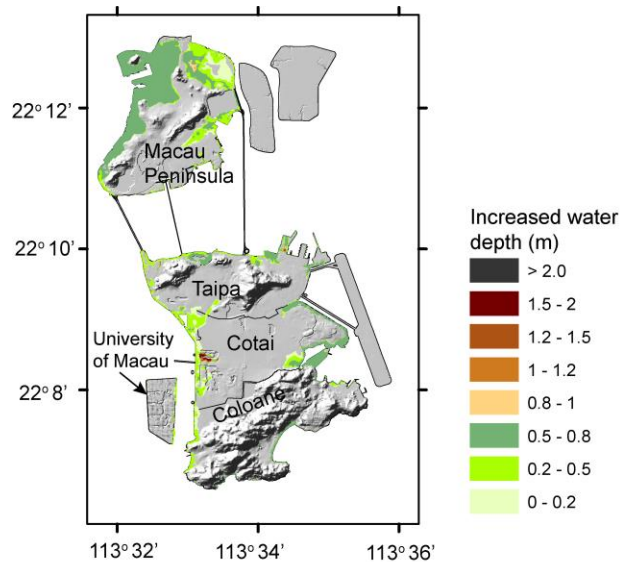 22° 12'
22° 10'
22° 8'
Macau
Peninsula
Taipa
Cotai
Coloane
University
of Macau
113° 32'
113° 34'
113° 36'
Increased water
depth (m)
> 2.0
1.5 - 2
1.2 - 1.5
1 - 1.2
0.8 - 1
0.5 - 0.8
0.2 - 0.5
0 - 0.2